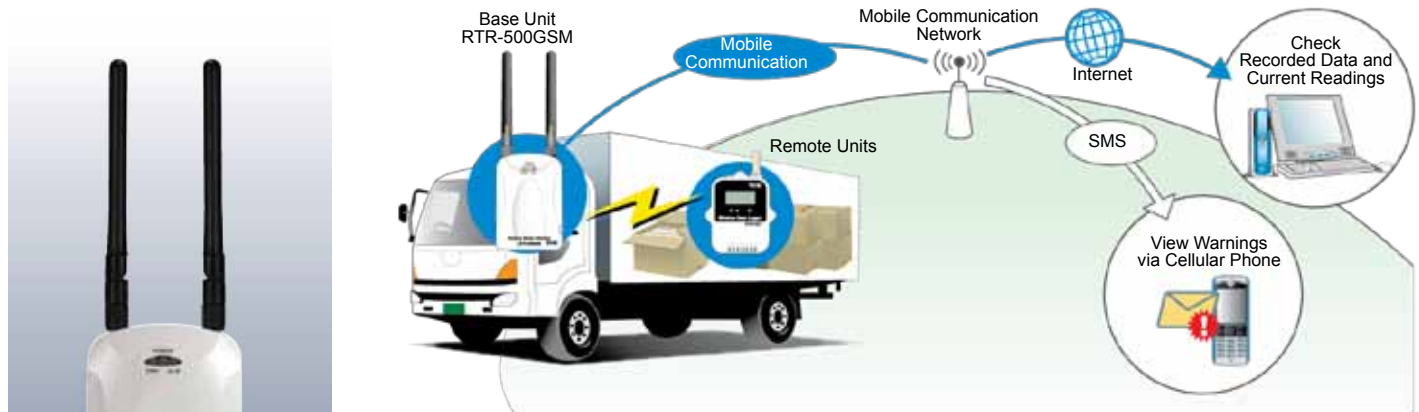 Base Unit
RTR-500GSM
Mobile
Communication
Mobile Communication
Network
Internet
Check
Recorded Data and
Current Readings
Remote Units
SMS
View Warnings
via Cellular Phone